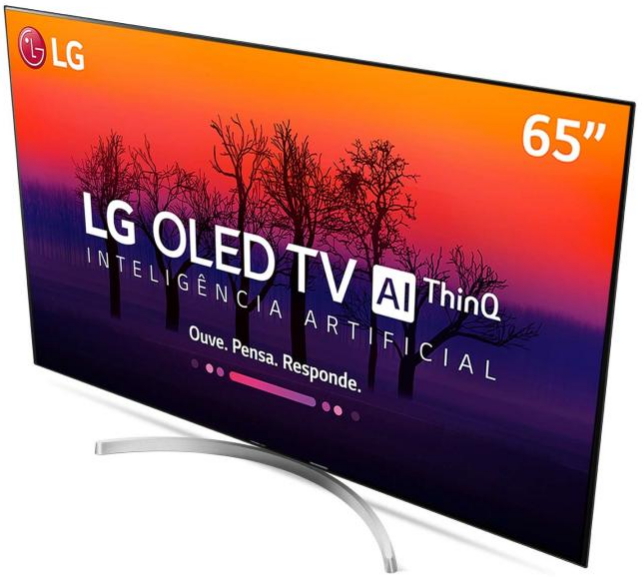 LG
65”
LG OLED TV AI ThinQ
INTELIGÊNCIA ARTIFICIAL
Ouve. Pensa. Responde.